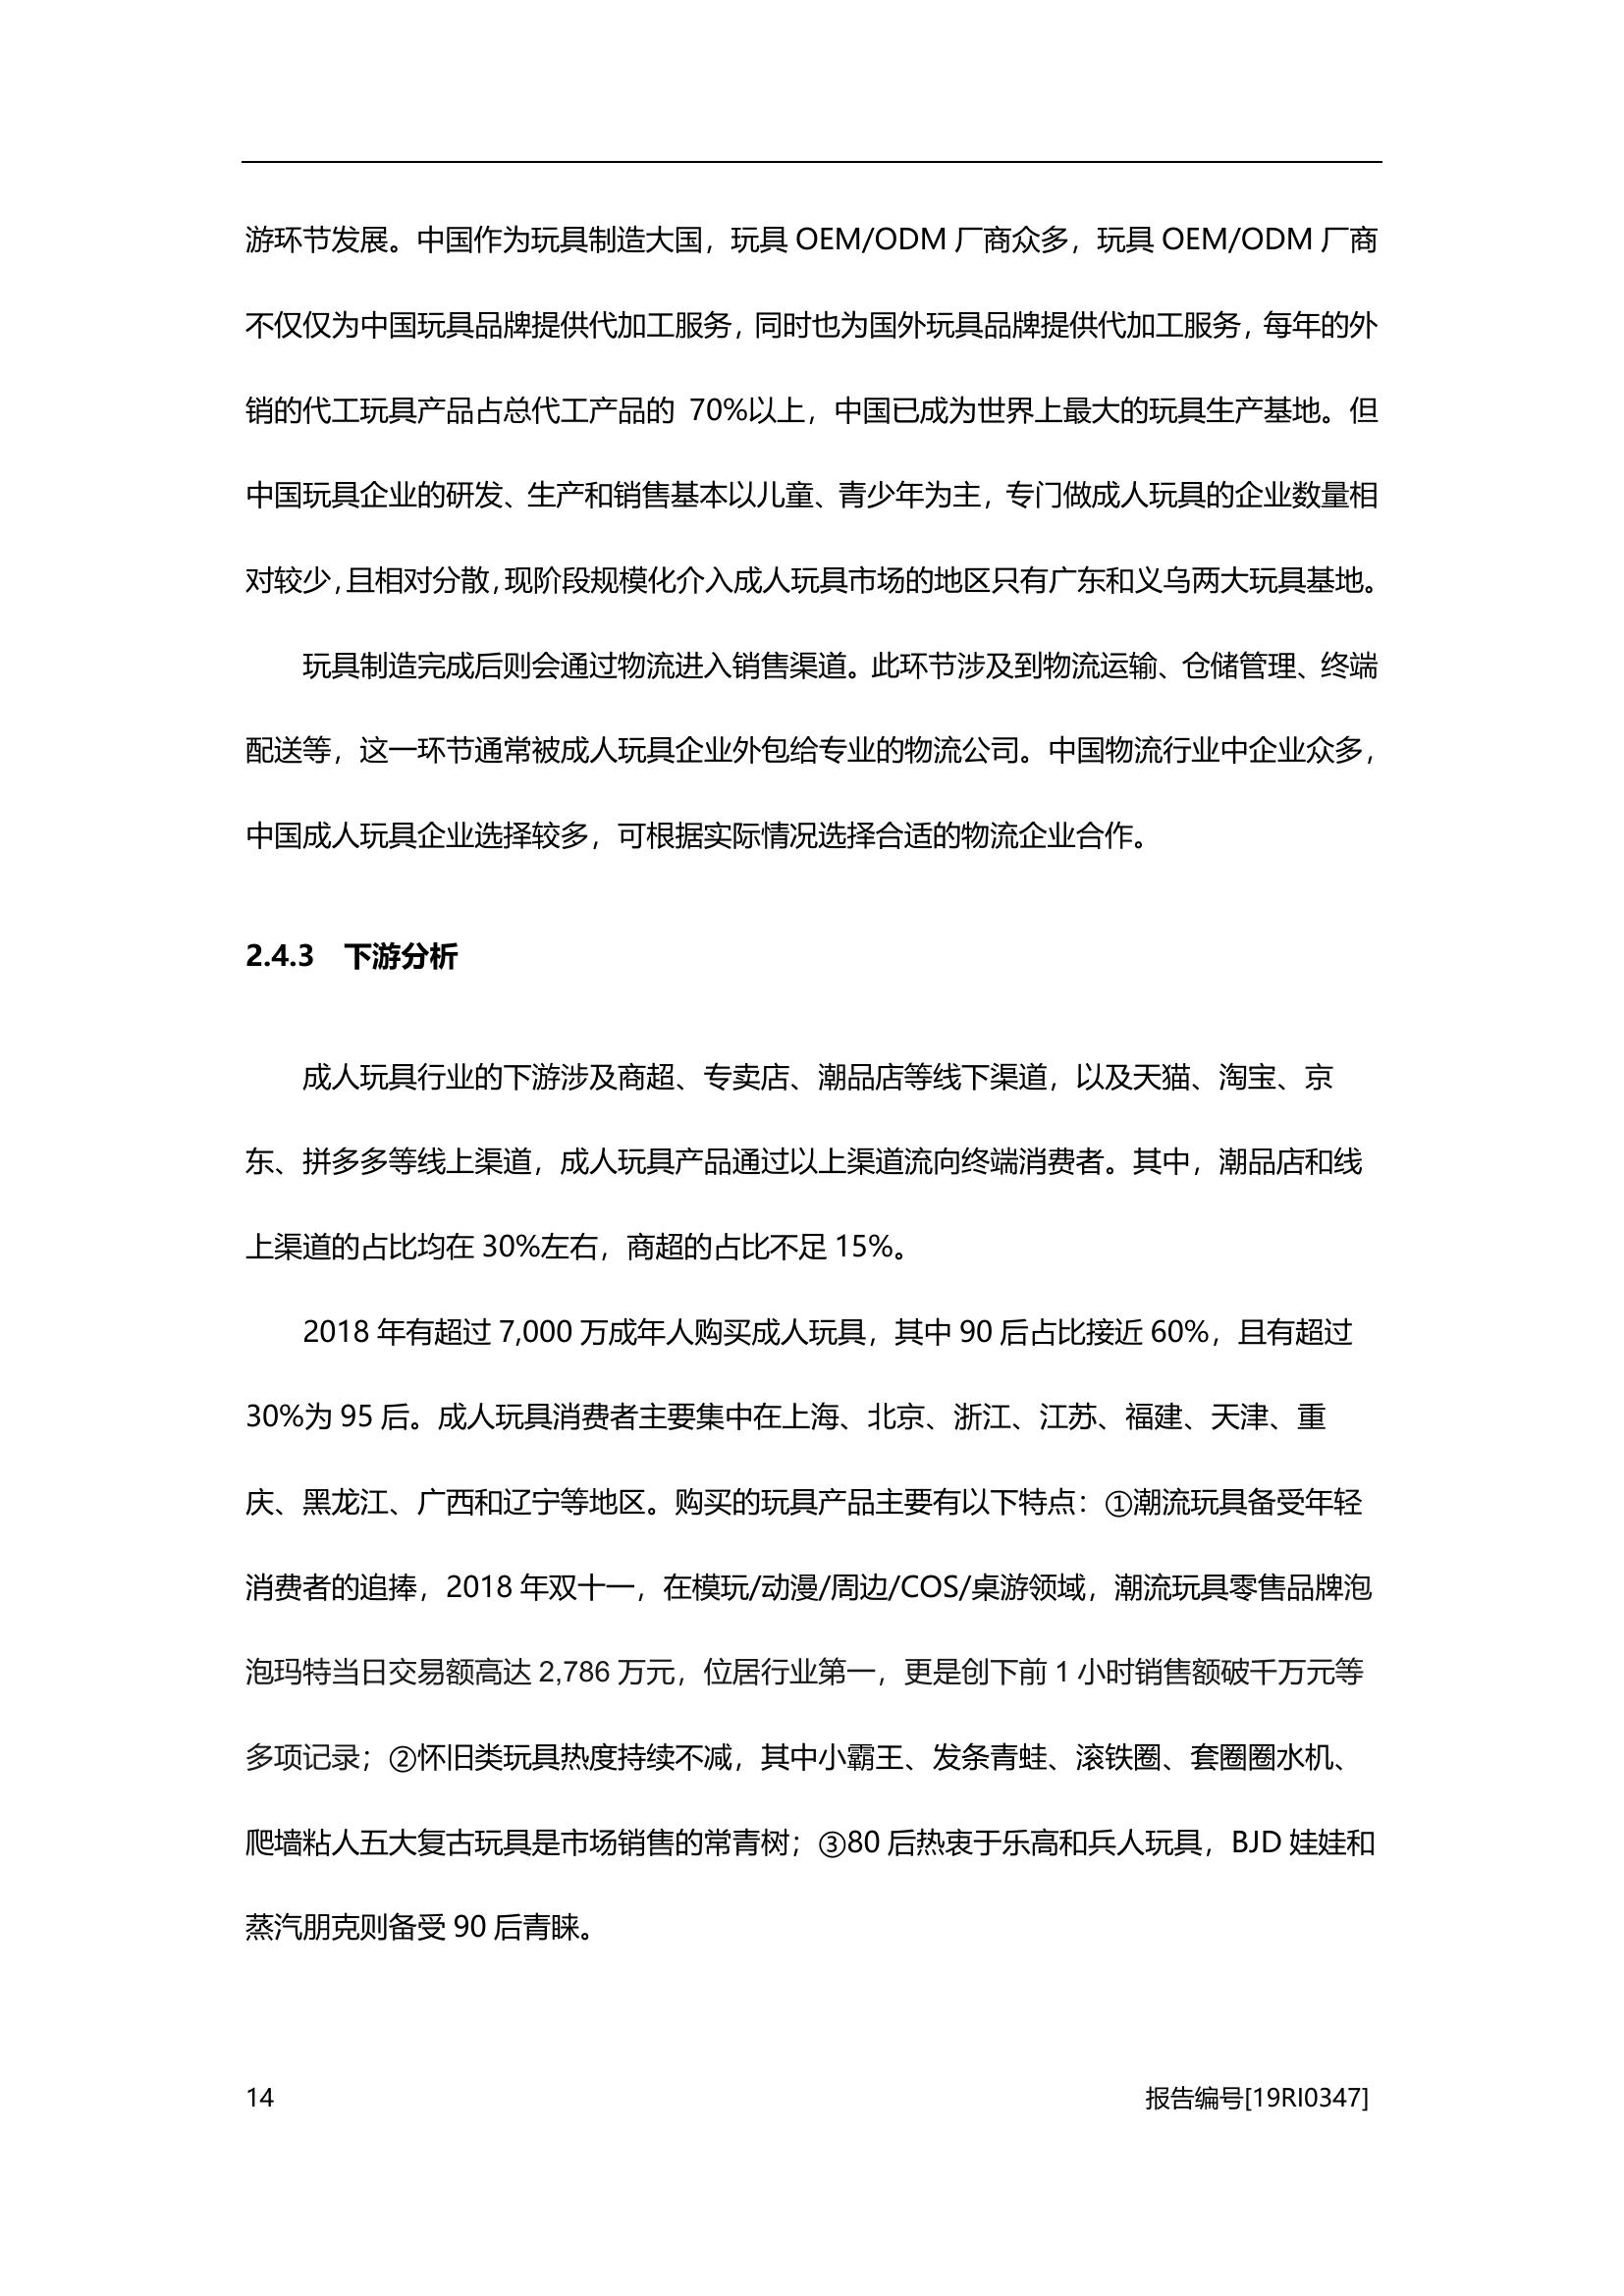 游环节发展。中国作为玩具制造大国，玩具 OEM/ODM 厂商众多，玩具 OEM/ODM 厂商
不仅仅为中国玩具品牌提供代加工服务，同时也为国外玩具品牌提供代加工服务，每年的外
销的代工玩具产品占总代工产品的 70%以上，中国已成为世界上最大的玩具生产基地。但
中国玩具企业的研发、生产和销售基本以儿童、青少年为主，专门做成人玩具的企业数量相
对较少，且相对分散，现阶段规模化介入成人玩具市场的地区只有广东和义乌两大玩具基地。
玩具制造完成后则会通过物流进入销售渠道。此环节涉及到物流运输、仓储管理、终端
配送等，这一环节通常被成人玩具企业外包给专业的物流公司。中国物流行业中企业众多，
中国成人玩具企业选择较多，可根据实际情况选择合适的物流企业合作。
2.4.3 下游分析
成人玩具行业的下游涉及商超、专卖店、潮品店等线下渠道，以及天猫、淘宝、京
东、拼多多等线上渠道，成人玩具产品通过以上渠道流向终端消费者。其中，潮品店和线
上渠道的占比均在 30%左右，商超的占比不足 15%。
2018 年有超过 7,000 万成年人购买成人玩具，其中 90 后占比接近 60%，且有超过
30%为 95 后。成人玩具消费者主要集中在上海、北京、浙江、江苏、福建、天津、重
庆、黑龙江、广西和辽宁等地区。购买的玩具产品主要有以下特点：①潮流玩具备受年轻
消费者的追捧，2018 年双十一，在模玩/动漫/周边/COS/桌游领域，潮流玩具零售品牌泡
泡玛特当日交易额高达 2,786 万元，位居行业第一，更是创下前 1 小时销售额破千万元等
多项记录；②怀旧类玩具热度持续不减，其中小霸王、发条青蛙、滚铁圈、套圈圈水机、
爬墙粘人五大复古玩具是市场销售的常青树；③80 后热衷于乐高和兵人玩具，BJD 娃娃和
蒸汽朋克则备受 90 后青睐。
14 报告编号[19RI0347]